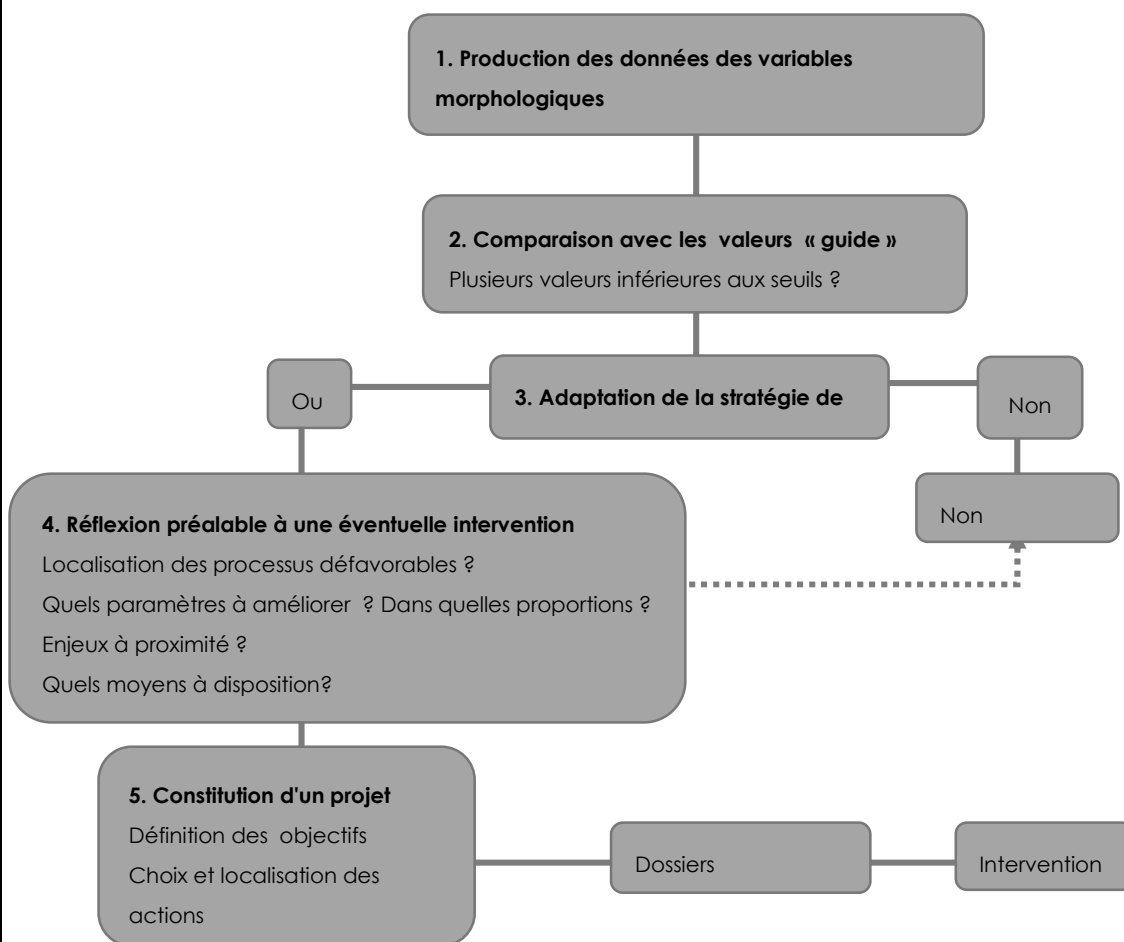 1. Production des données des variables
morphologiques
2. Comparaison avec les valeurs « guide »
Plusieurs valeurs inférieures aux seuils ?
3. Adaptation de la stratégie de
Ou
Non
Non
4. Réflexion préalable à une éventuelle intervention
Localisation des processus défavorables ?
Quels paramètres à améliorer ? Dans quelles proportions ?
Enjeux à proximité ?
Quels moyens à disposition?
5. Constitution d'un projet
Définition des objectifs
Choix et localisation des
actions
Dossiers
Intervention